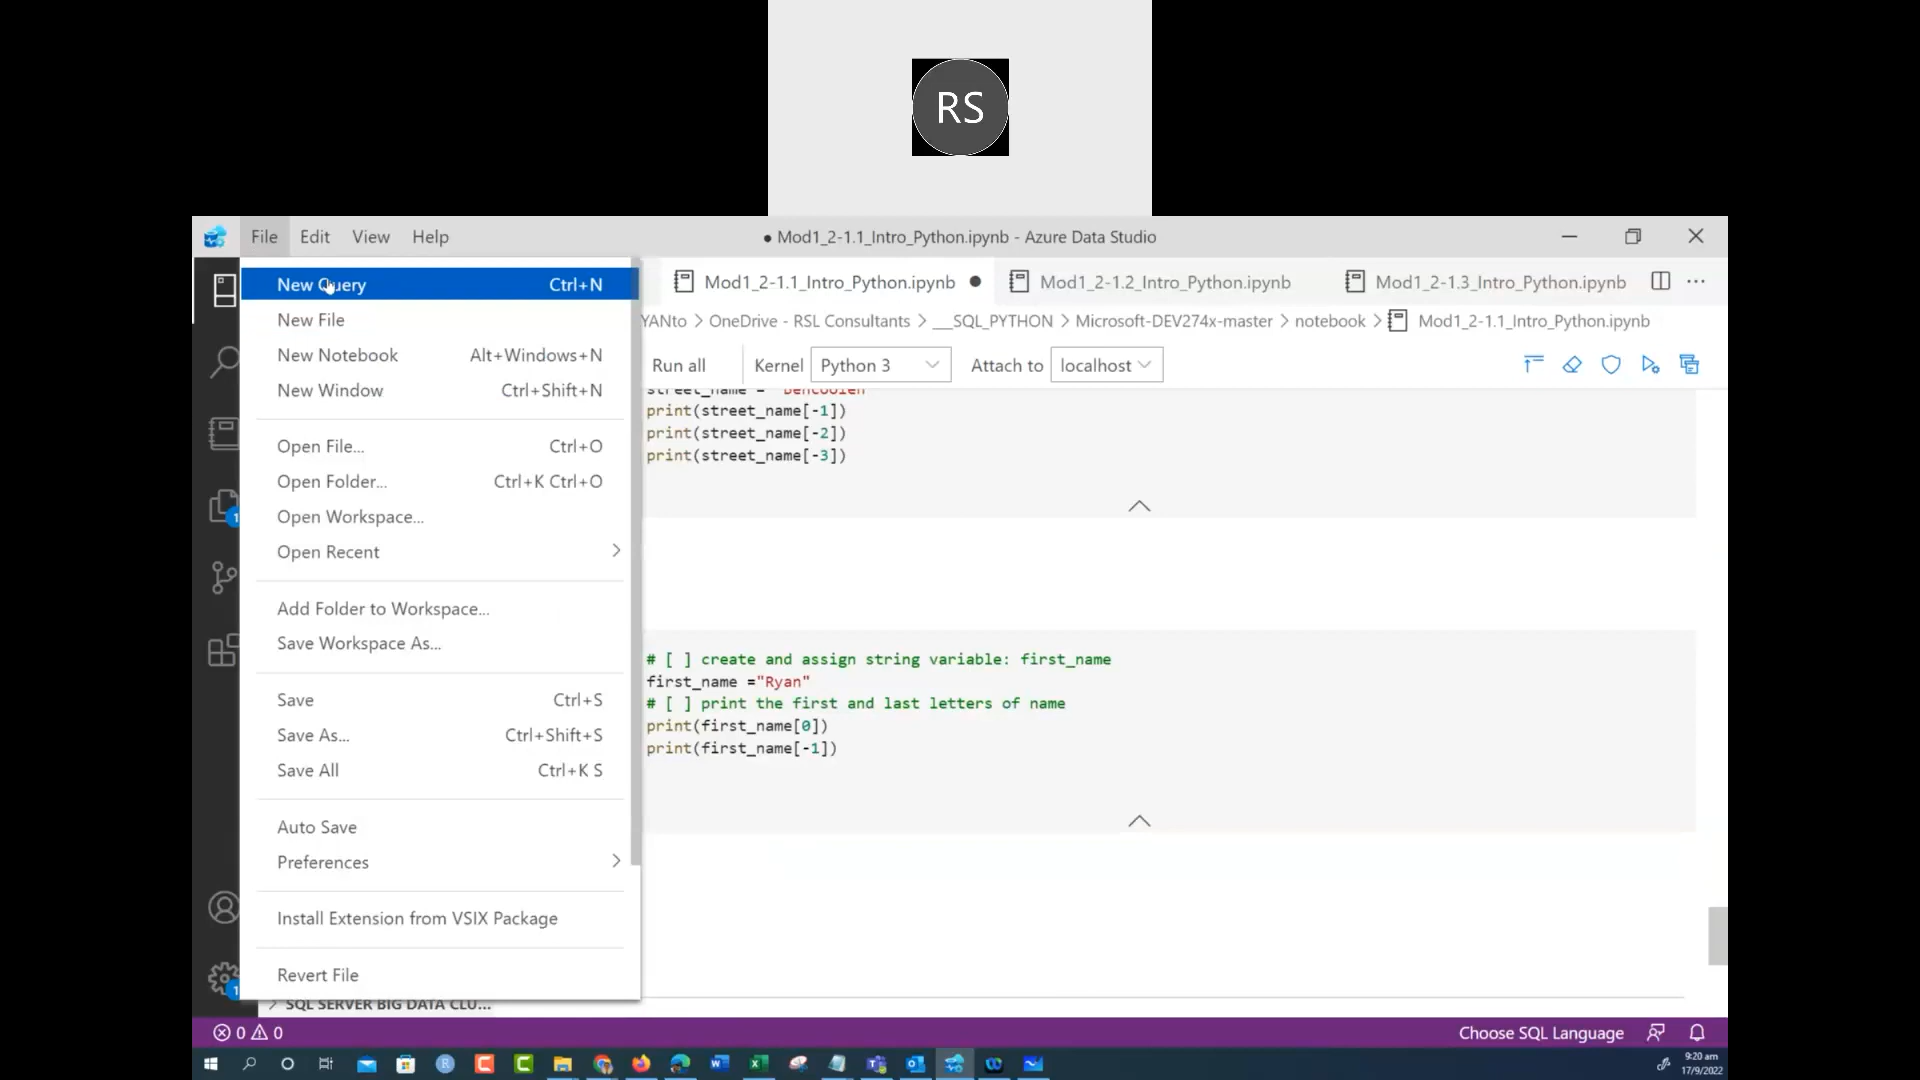 RS
File Edit View Help
● Mod1_2-1.1_Intro_Python.ipynb - Azure Data Studio
New Query Ctrl+N
New File
New Notebook Alt+Windows+N
New Window Ctrl+Shift+N
Open File... Ctrl+O
Open Folder... Ctrl+K Ctrl+O
Open Workspace...
Open Recent
Add Folder to Workspace...
Save Workspace As...
Save Ctrl+S
Save As... Ctrl+Shift+S
Save All Ctrl+K S
Auto Save
Preferences
Install Extension from VSIX Package
Revert File
SQL SERVER BIG DATA CLU...
Mod1_2-1.1_Intro_Python.ipynb ● Mod1_2-1.2_Intro_Python.ipynb Mod1_2-1.3_Intro_Python.ipynb
YANto > OneDrive - RSL Consultants > __SQL_PYTHON > Microsoft-DEV274x-master > notebook > Mod1_2-1.1_Intro_Python.ipynb
Run all Kernel Python 3 Attach to localhost
street_name = "Bencoolen
print(street_name[-1])
print(street_name[-2])
print(street_name[-3])
# [ ] create and assign string variable: first_name
first_name ="Ryan"
# [ ] print the first and last letters of name
print(first_name[0])
print(first_name[-1])
1
1
0 0
Choose SQL Language
9:20 am
17/9/2022